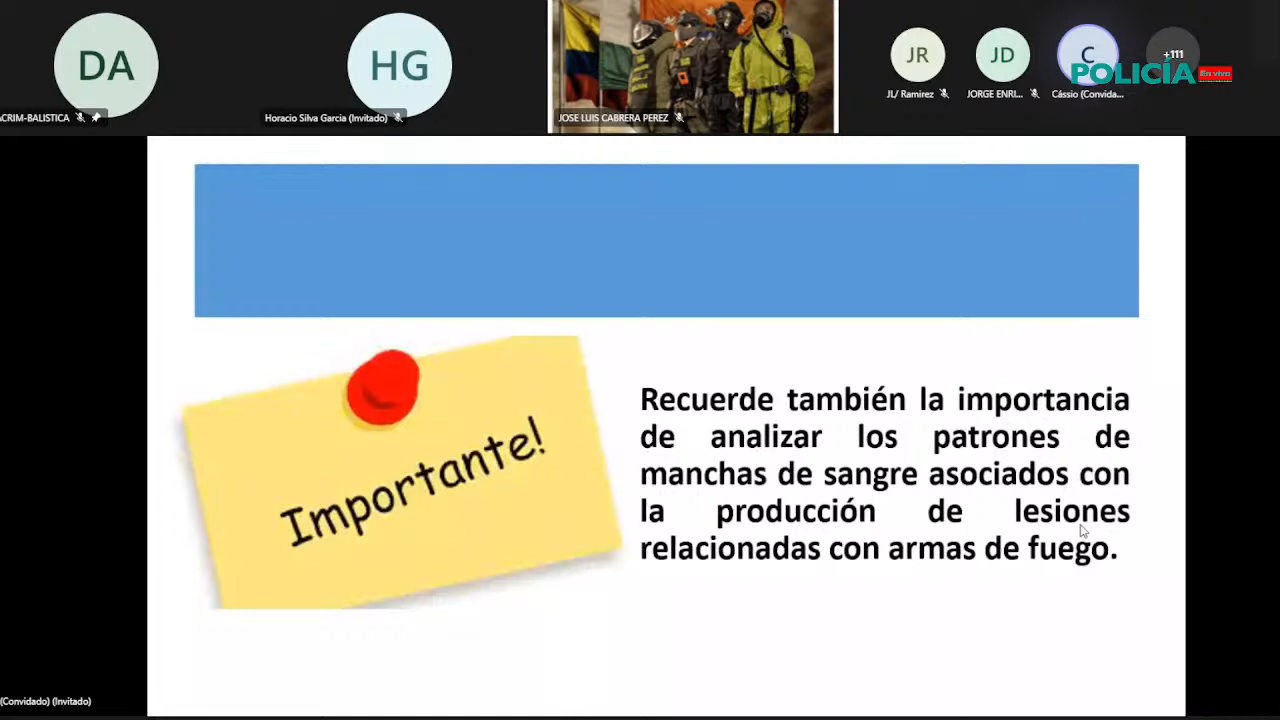 DA
HG
JR
JD
C
+111
POLICÍA En vivo
ACRIM-BALISTICA
Horacio Silva Garcia (Invitado)
JOSE LUIS CABRERA PEREZ
JL/ Ramirez
JORGE ENRI...
Cássio (Convida...
Importante!
Recuerde también la importancia
de analizar los patrones de
manchas de sangre asociados con
la producción de lesiones
relacionadas con armas de fuego.
(Convidado) (Invitado)